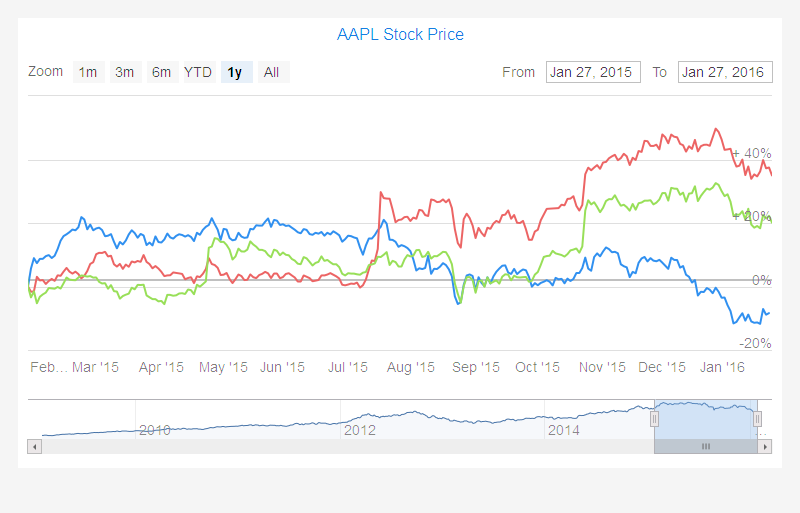 AAPL Stock Price
Zoom 1m 3m 6m YTD 1y All From Jan 27, 2015 To Jan 27, 2016
+ 40%
+ 20%
0%
-20%
Feb... Mar '15 Apr '15 May '15 Jun '15 Jul '15 Aug '15 Sep '15 Oct '15 Nov '15 Dec '15 Jan '16
2010 2012 2014 ...